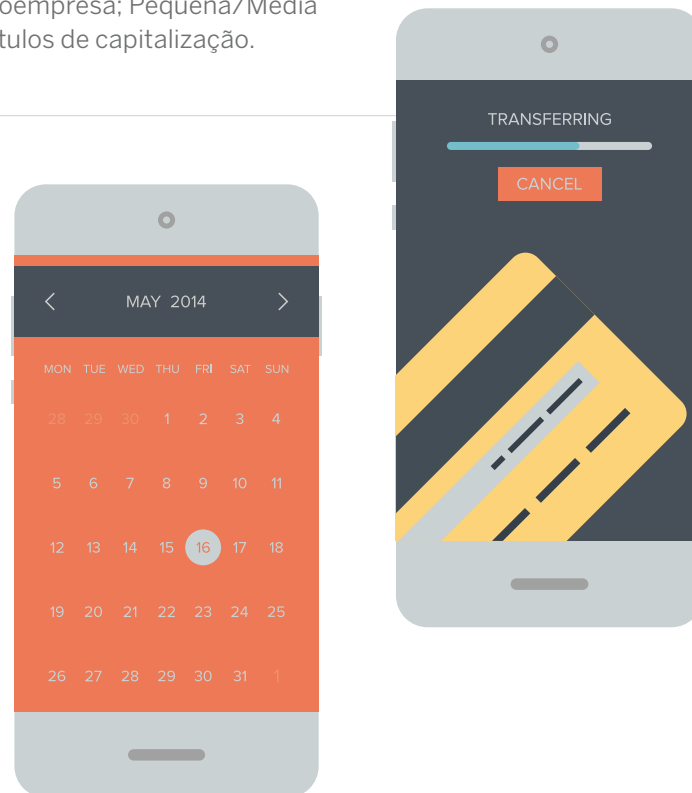 Pequena/Média
de capitalização.
TRANSFERRING
CANCEL
MAY 2014
MON TUE WED THU FRI SAT SUN
28 29 30 1 2 3 4
5 6 7 8 9 10 11
12 13 14 15 16 17 18
19 20 21 22 23 24 25
26 27 28 29 30 31 1